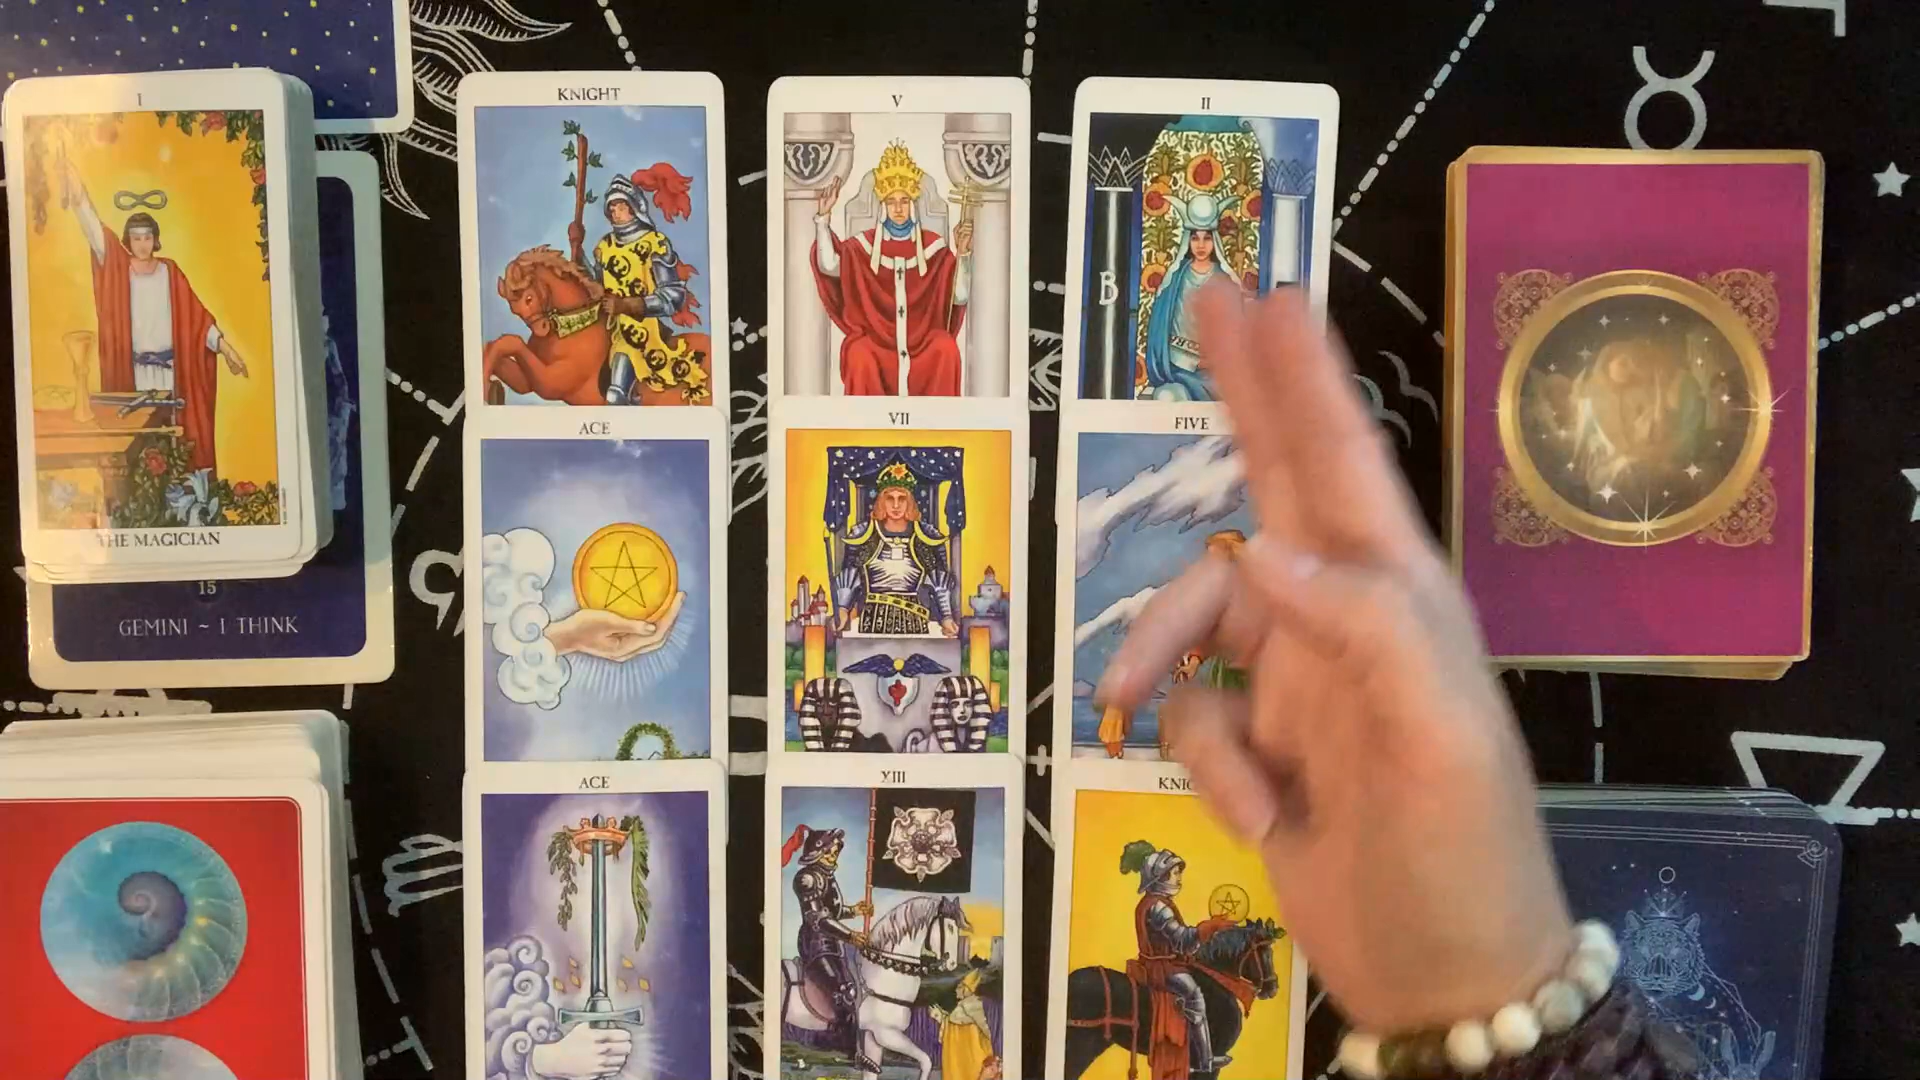 I
THE MAGICIAN
15
GEMINI ~ I THINK
KNIGHT
V
II
B
ACE
VII
FIVE
ACE
XIII